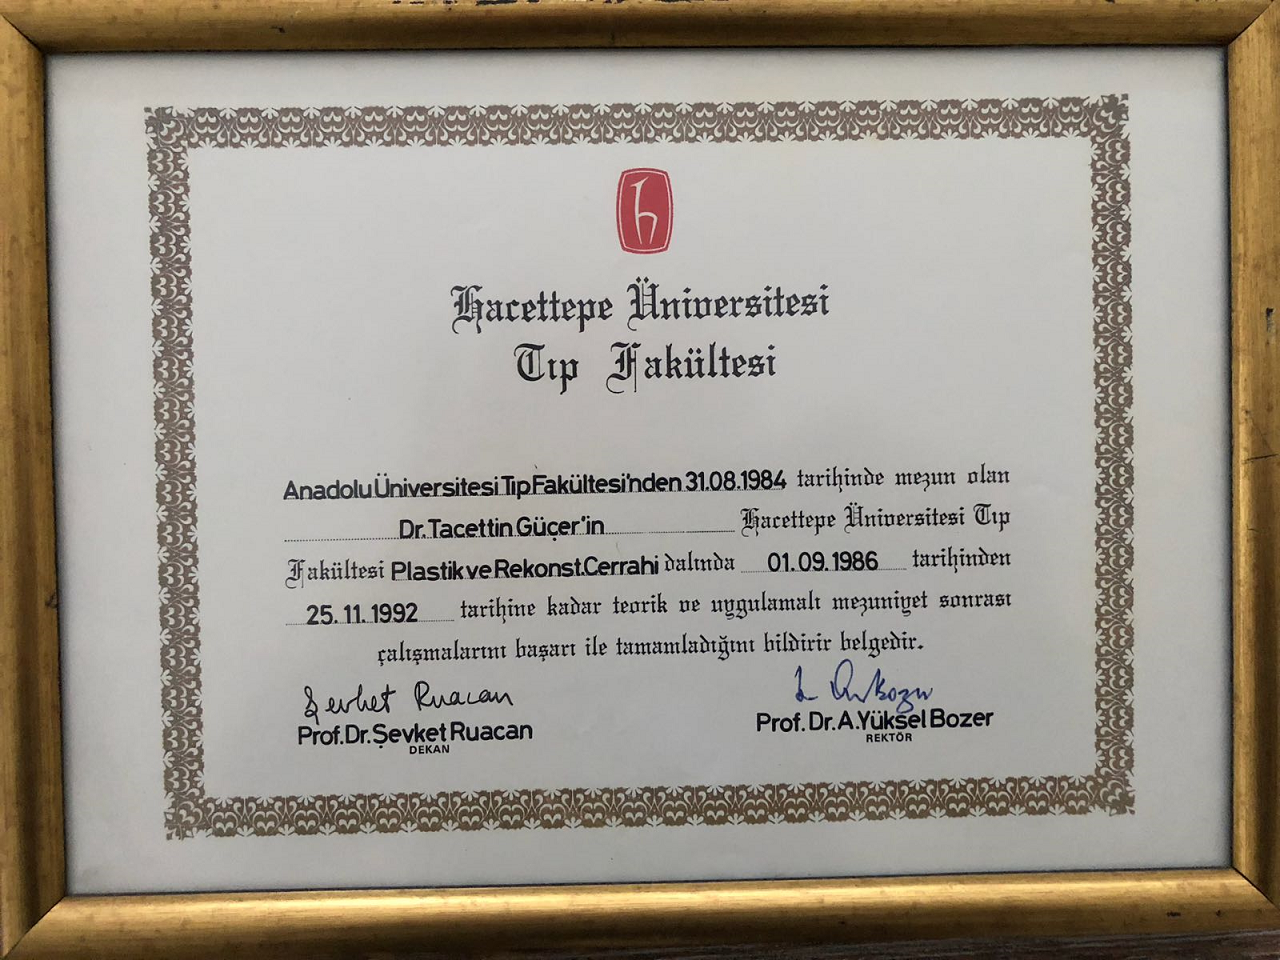 h
Hacettepe Üniversitesi
Tıp Fakültesi
Anadolu Üniversitesi Tıp Fakültesi'nden 31.08.1984 tarihinde mezun olan
Dr. Tacettin Güçer'in Hacettepe Üniversitesi Tıp
Fakültesi Plastik ve Rekonst.Cerrahi dalında 01.09.1986 tarihinden
25.11.1992 tarihine kadar teorik ve uygulamalı mezuniyet sonrası
çalışmalarını başarı ile tamamladığını bildirir belgedir.
Şevket Ruacan
Prof.Dr.Şevket Ruacan
DEKAN
Bozer
Prof. Dr. A.Yüksel Bozer
REKTÖR